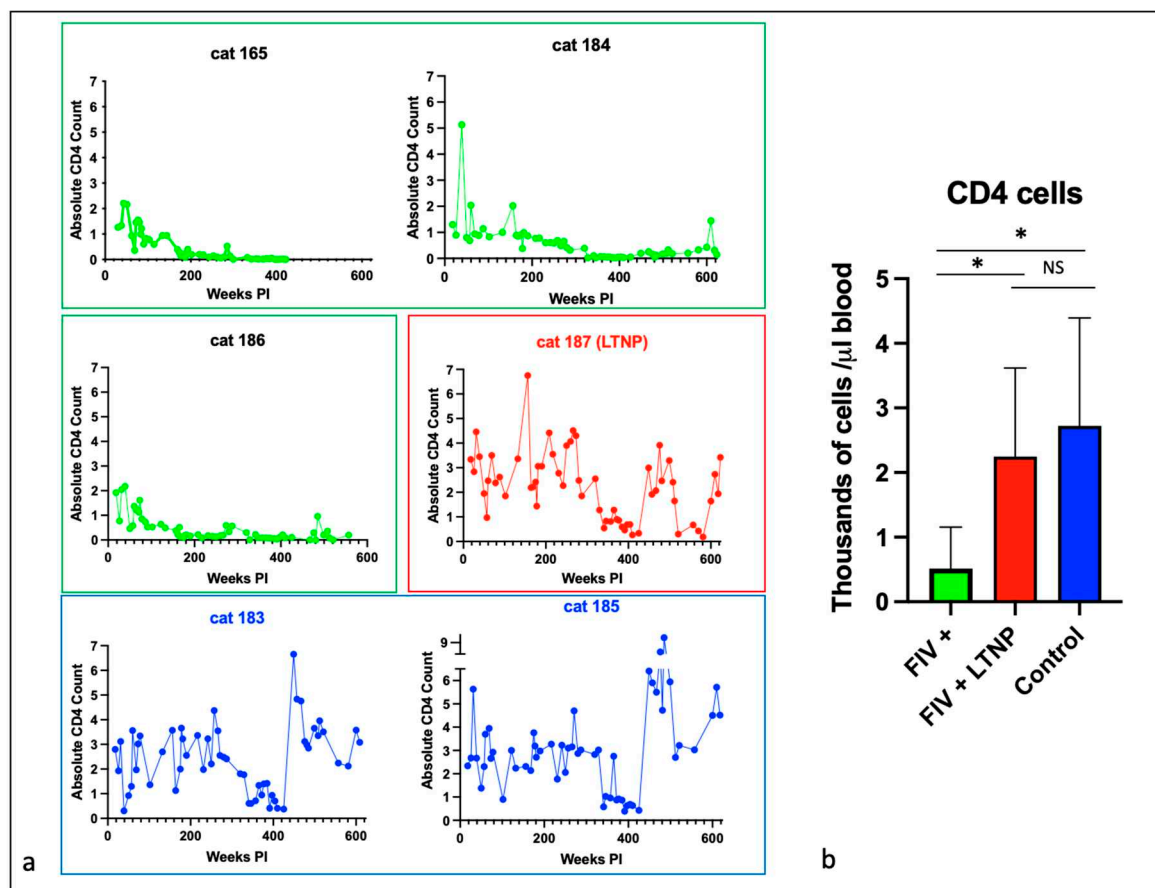 cat 165
7
6
5
4
3
2
1
0
0 200 400 600
Absolute CD4 Count
Weeks PI
cat 184
7
6
5
4
3
2
1
0
0 200 400 600
Absolute CD4 Count
Weeks PI
cat 186
7
6
5
4
3
2
1
0
0 200 400 600
Absolute CD4 Count
Weeks PI
cat 187 (LTNP)
7
6
5
4
3
2
1
0
0 200 400 600
Absolute CD4 Count
Weeks PI
cat 183
7
6
5
4
3
2
1
0
0 200 400 600
Absolute CD4 Count
Weeks PI
cat 185
9
6
5
4
3
2
1
0
0 200 400 600
Absolute CD4 Count
Weeks PI
a
CD4 cells
*
* NS
5
4
3
2
1
0
Thousands of cells /μl blood
FIV +
FIV + LTNP
Control
b